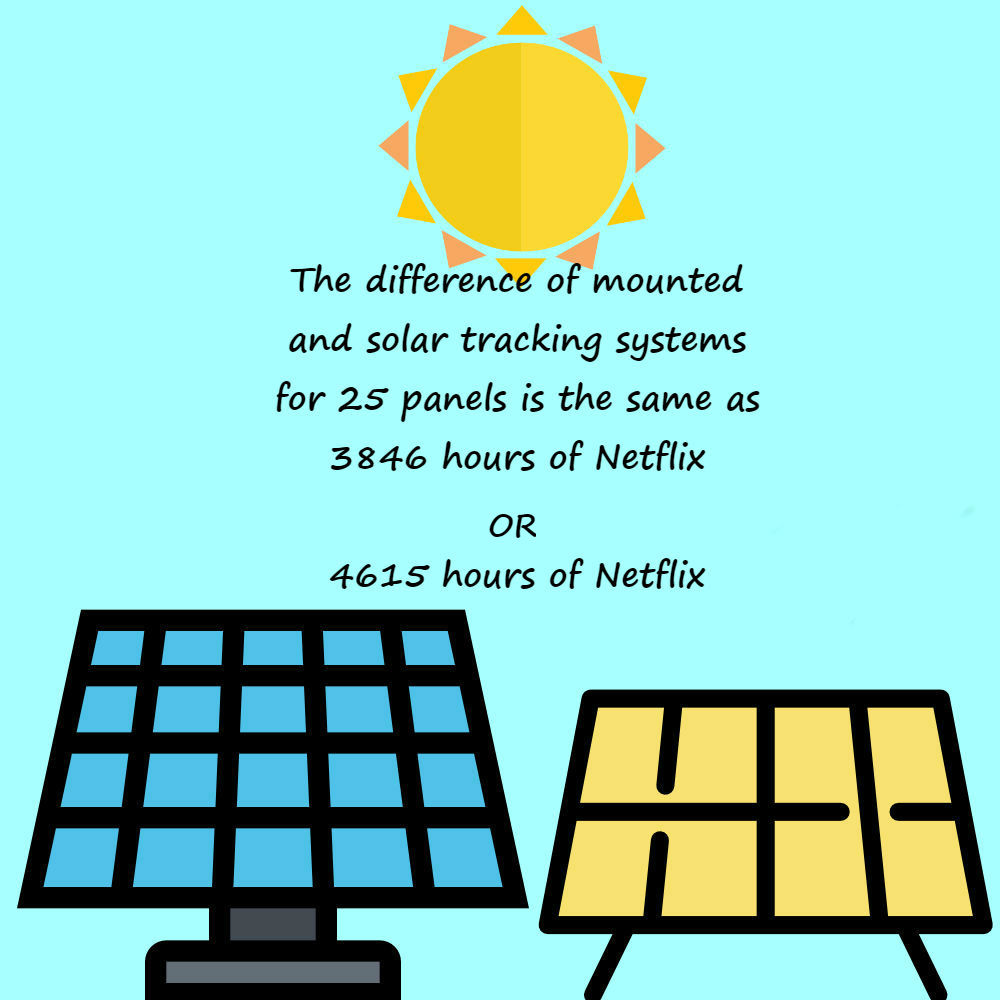 The difference of mounted
and solar tracking systems
for 25 panels is the same as
3846 hours of Netflix
OR
4615 hours of Netflix